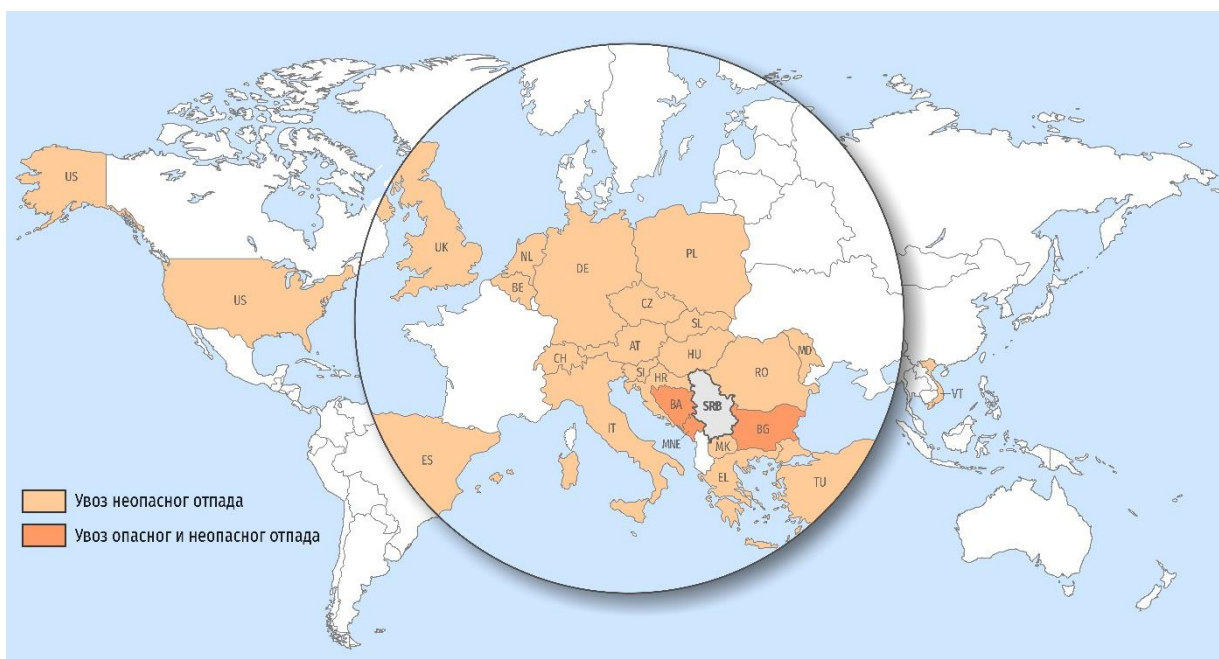 US
US
UK
NL
BE
DE
PL
CZ
SL
AT
CH
HU
MD
SI
HR
RO
BA
SRB
VT
IT
MNE
BG
MK
ES
EL
TU
Увоз неопасног отпада
Увоз опасног и неопасног отпада